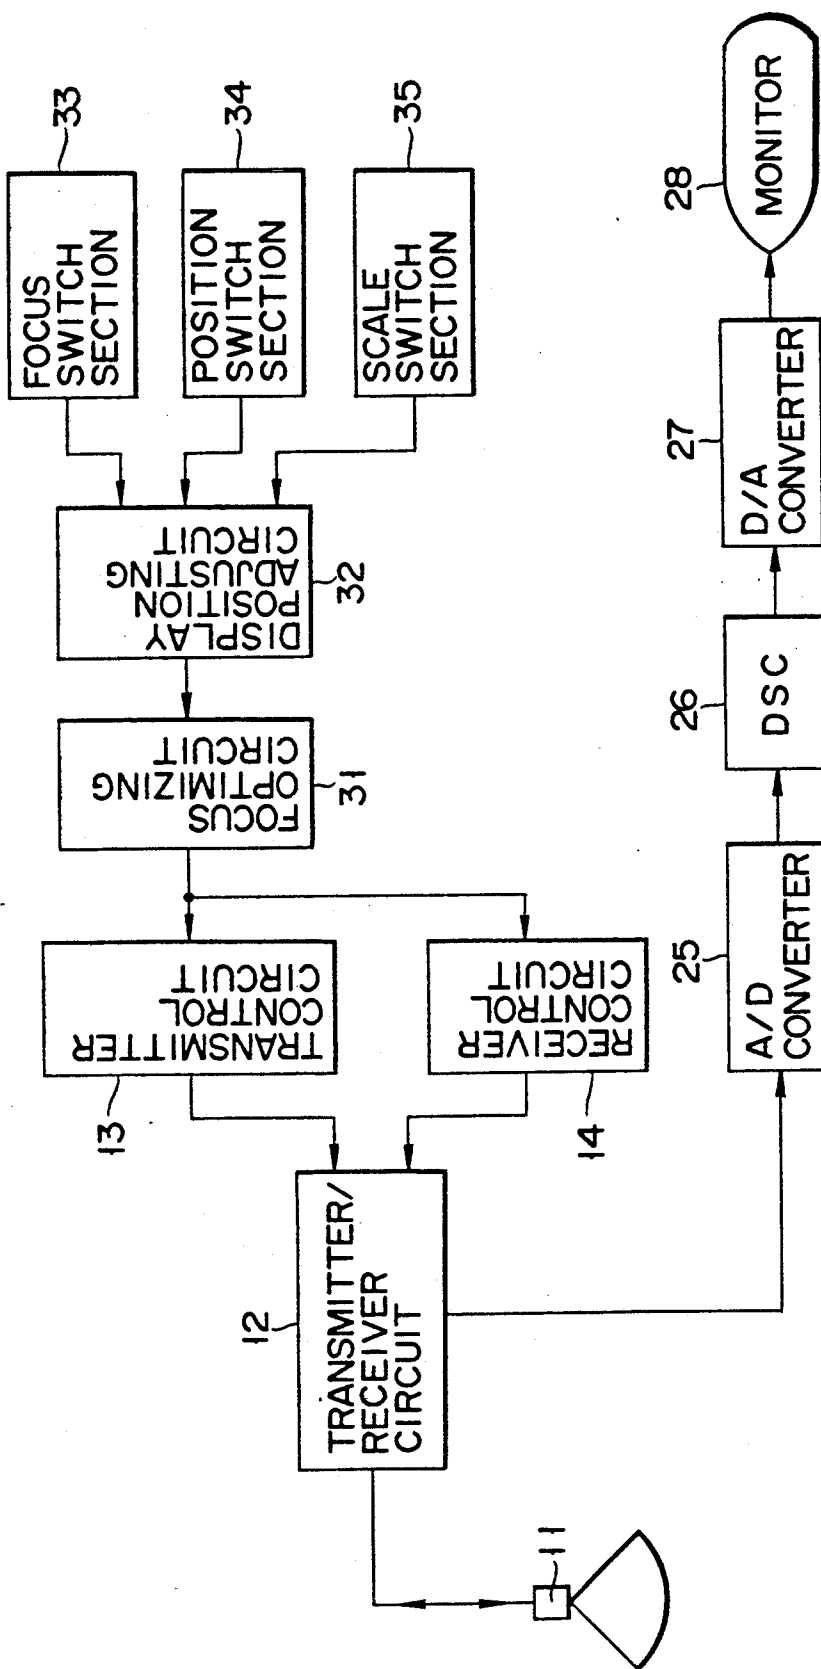 33
FOCUS
SWITCH
SECTION
34
POSITION
SWITCH
SECTION
35
SCALE
SWITCH
SECTION
DISPLAY
POSITION
ADJUSTING
CIRCUIT
32
FOCUS
OPTIMIZING
CIRCUIT
31
TRANSMITTER
CONTROL
CIRCUIT
13
RECEIVER
CONTROL
CIRCUIT
14
12
TRANSMITTER/
RECEIVER
CIRCUIT
11
25
A/D
CONVERTER
26
DSC
27
D/A
CONVERTER
28
MONITOR